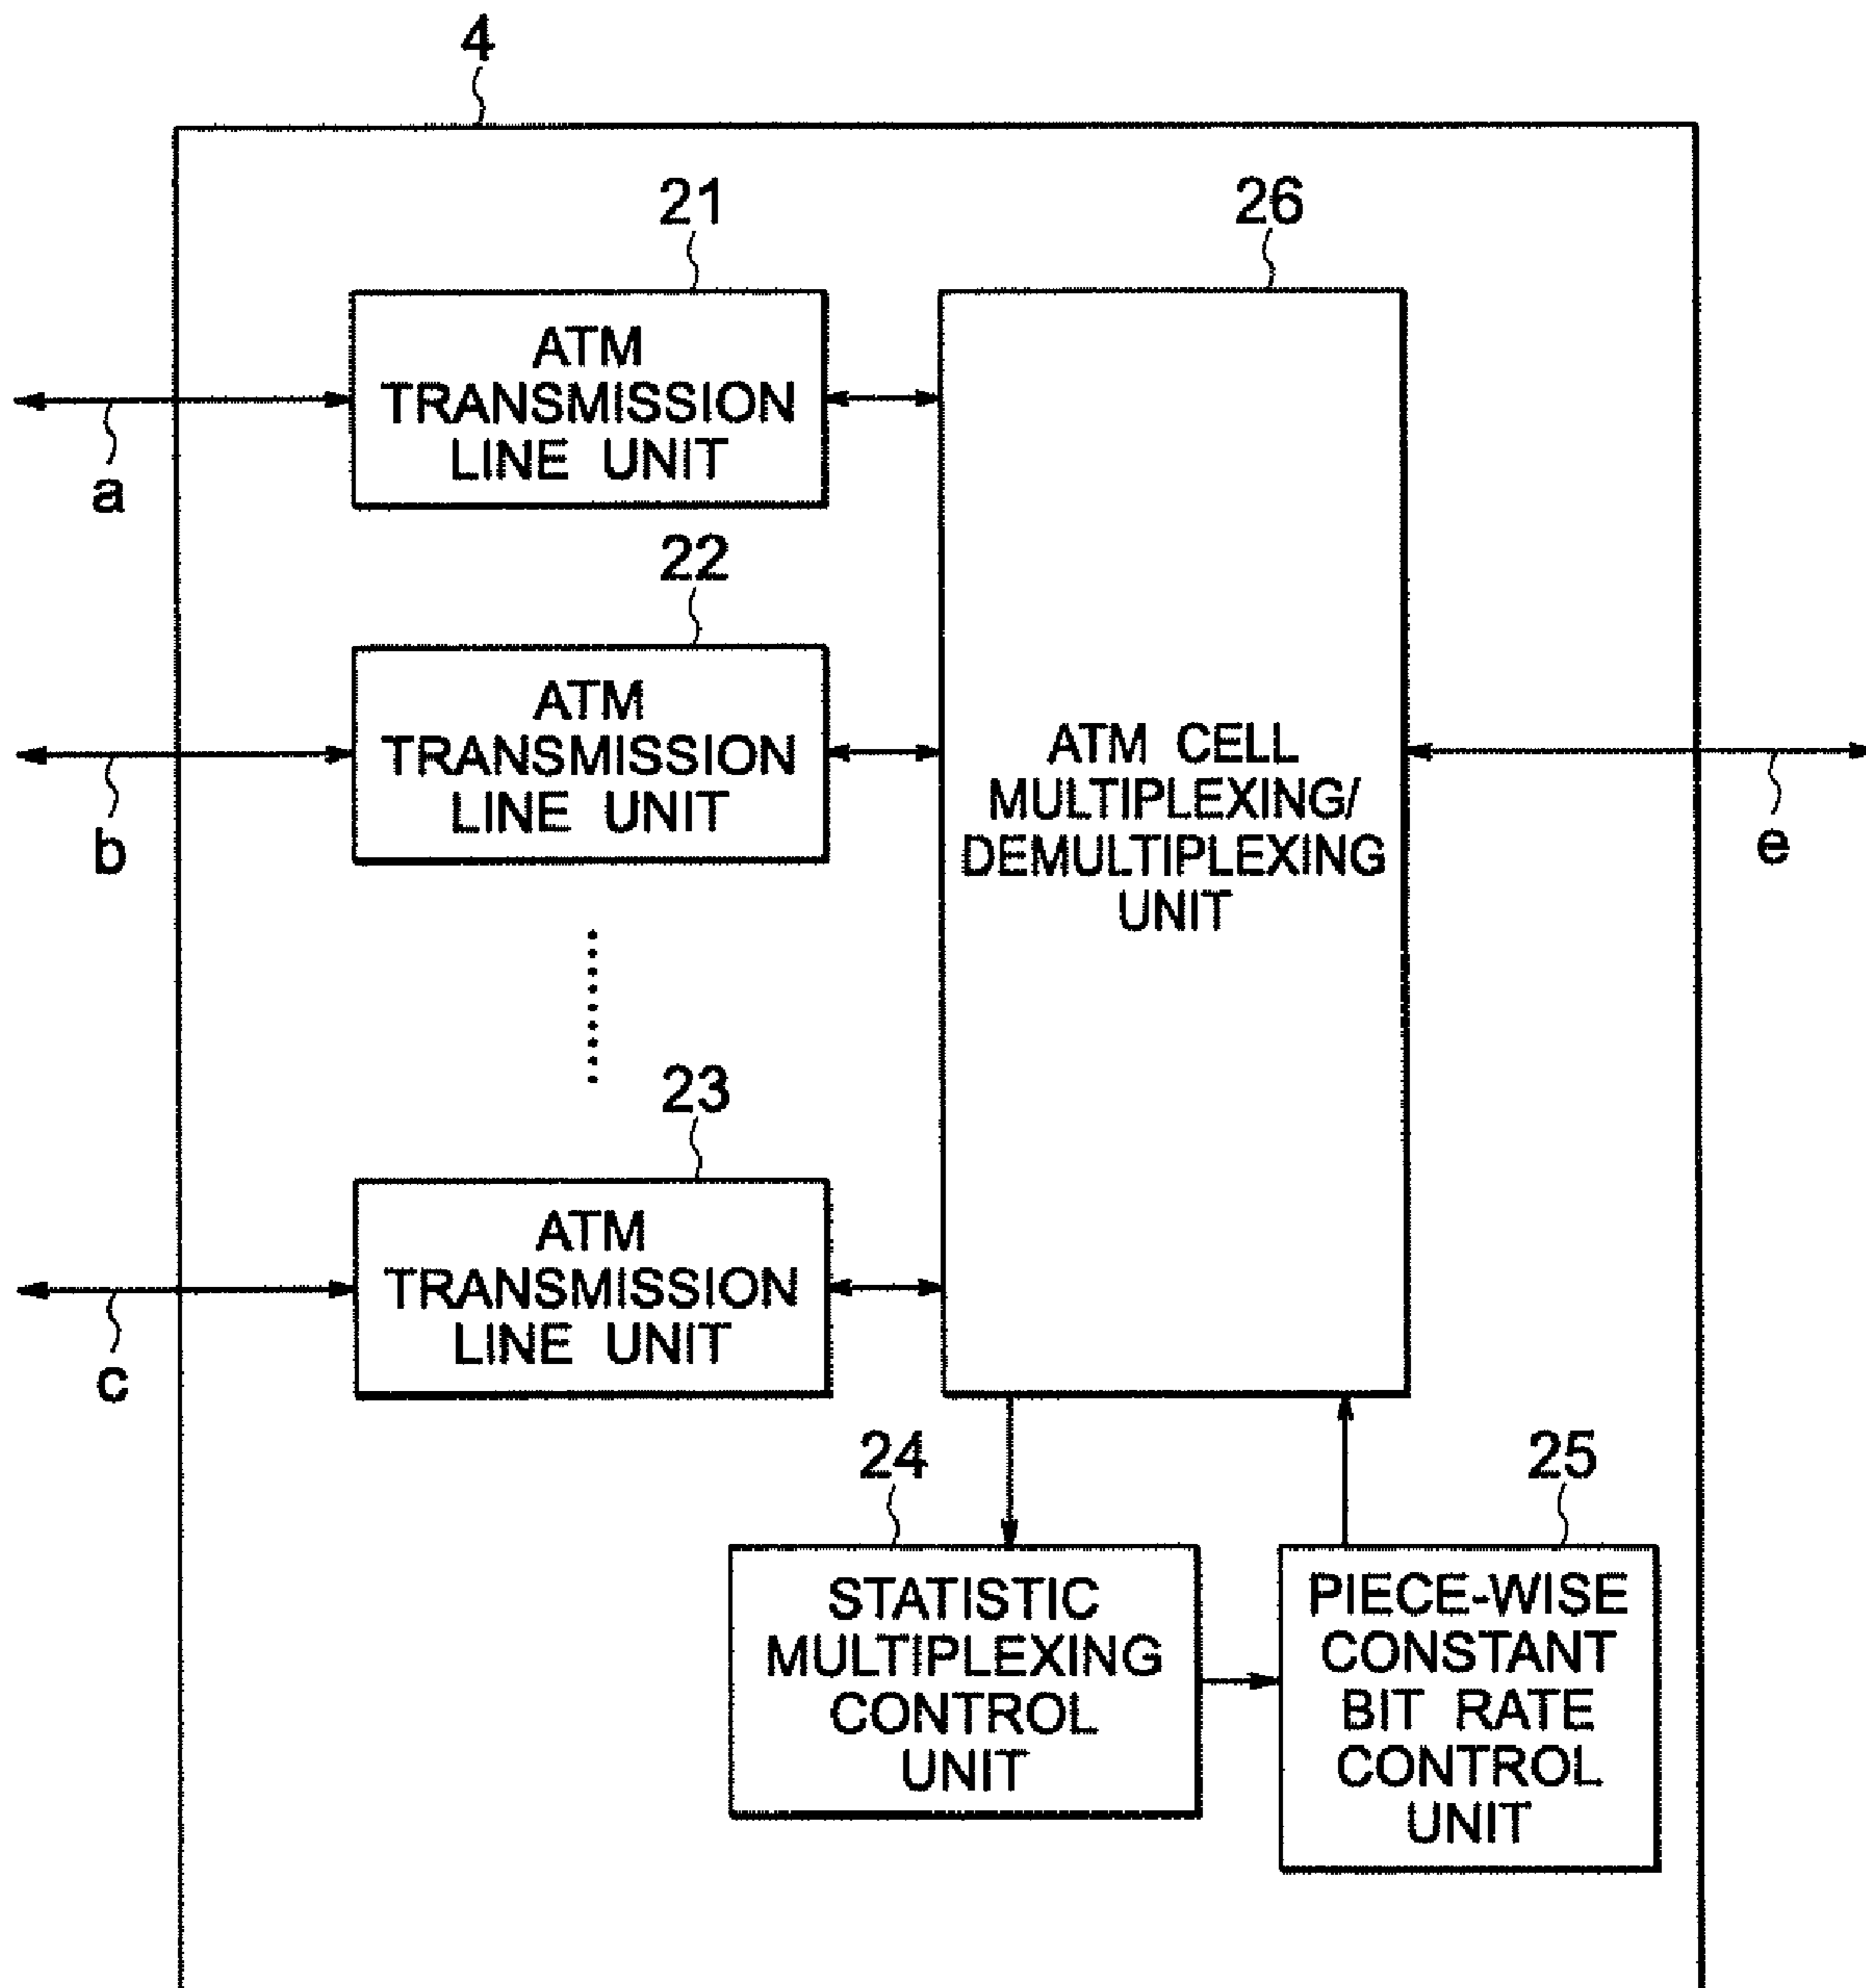 4
21
26
ATM
TRANSMISSION
LINE UNIT
a
22
ATM
TRANSMISSION
LINE UNIT
b
ATM CELL
MULTIPLEXING/
DEMULTIPLEXING
UNIT
e
23
ATM
TRANSMISSION
LINE UNIT
c
24
25
STATISTIC
MULTIPLEXING
CONTROL
UNIT
PIECE-WISE
CONSTANT
BIT RATE
CONTROL
UNIT